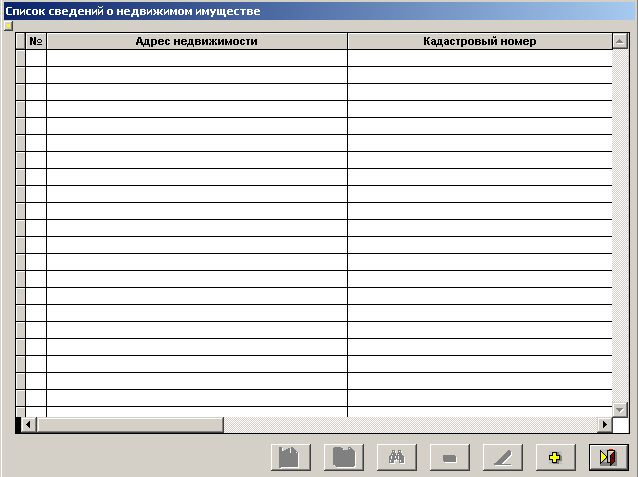 Список сведений о недвижимом имуществе
№ Адрес недвижимости Кадастровый номер